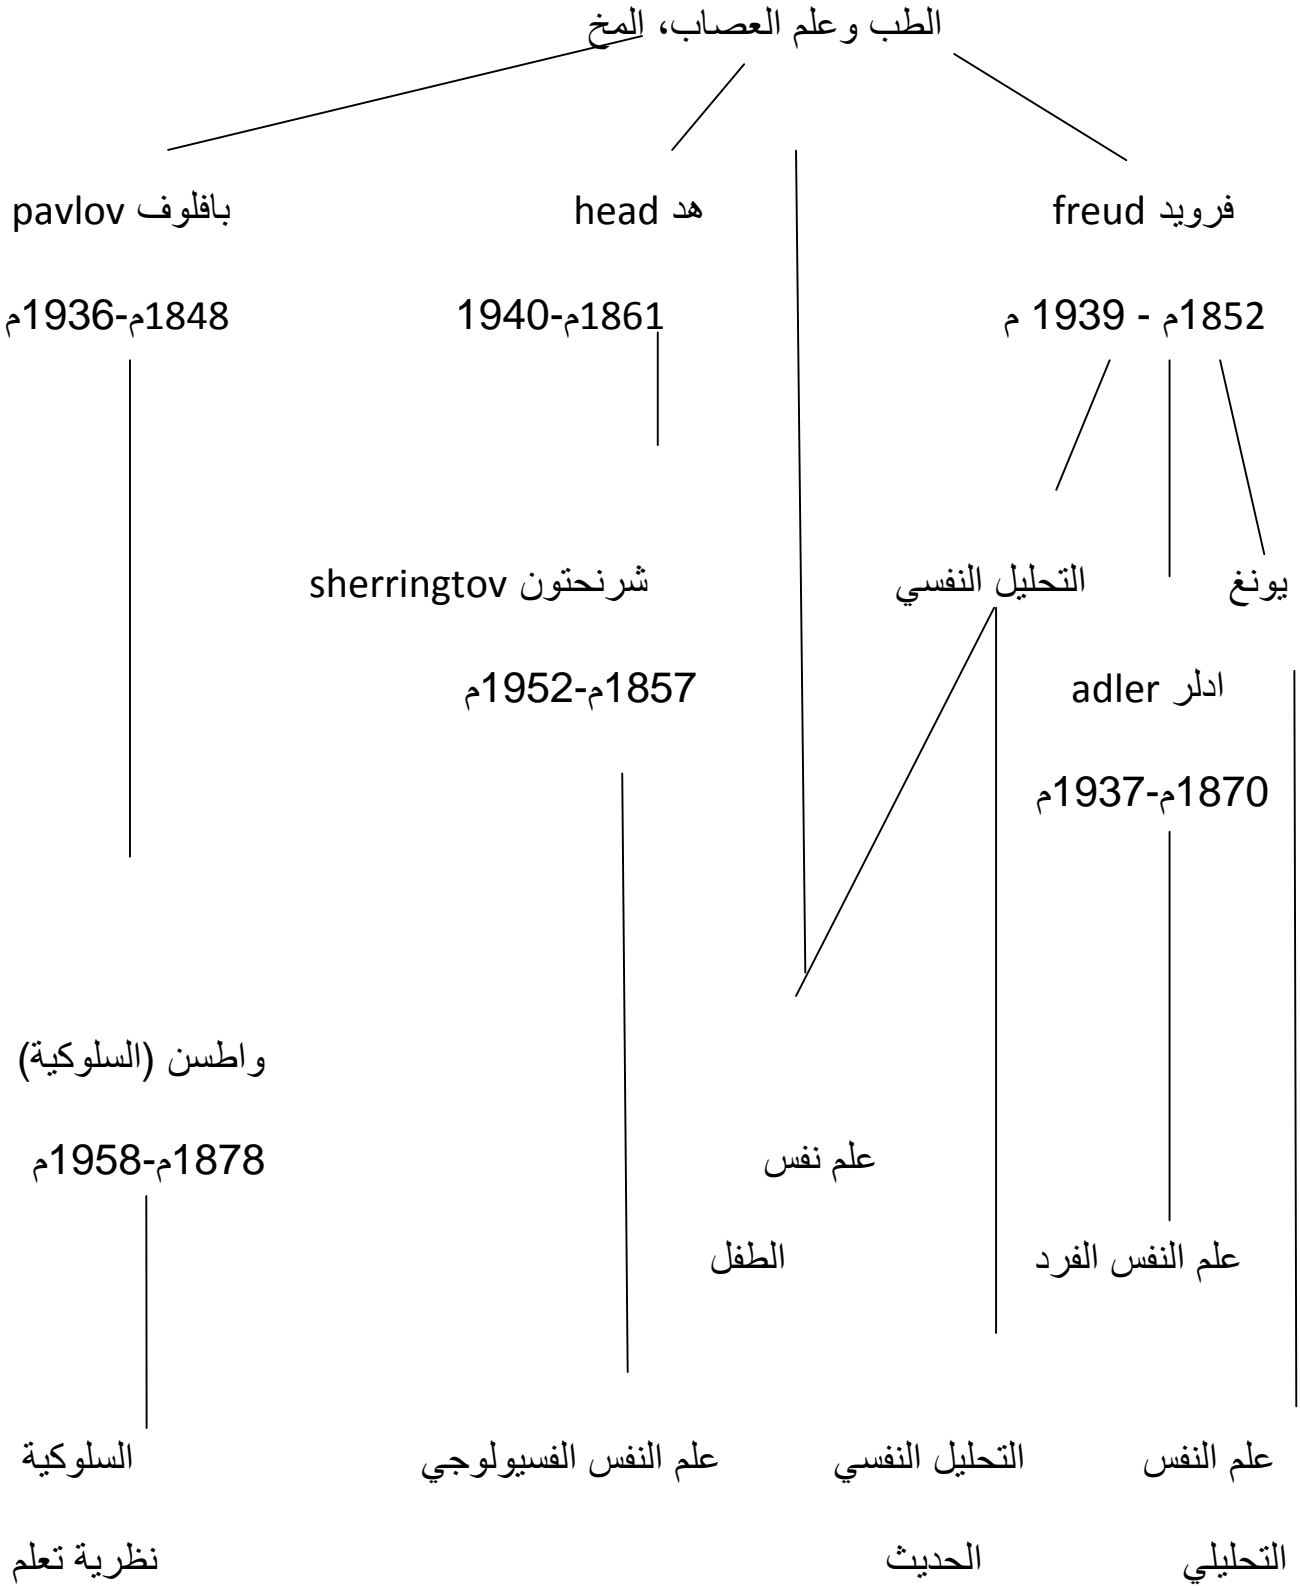 الطب وعلم العصاب، المخ
فرويد freud
هد head
بافلوف pavlov
1852م - 1939 م
1861م-1940
1848م-1936م
يونغ
التحليل النفسي
شرنحتون sherringtov
ادلر adler
1857م-1952م
1870م-1937م
واطسن (السلوكية)
علم نفس
1878م-1958م
علم النفس الفرد
الطفل
علم النفس
التحليل النفسي
علم النفس الفسيولوجي
السلوكية
التحليلي
الحديث
نظرية تعلم